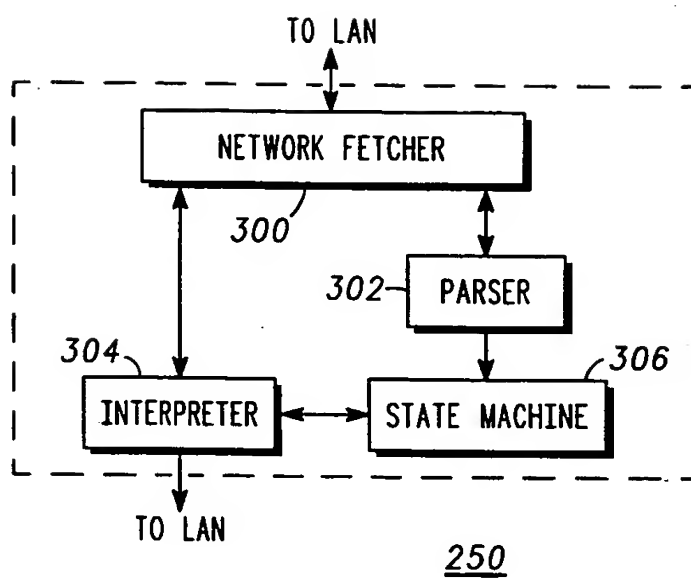 TO LAN
NETWORK FETCHER
300
302
PARSER
304
306
INTERPRETER
STATE MACHINE
TO LAN
250